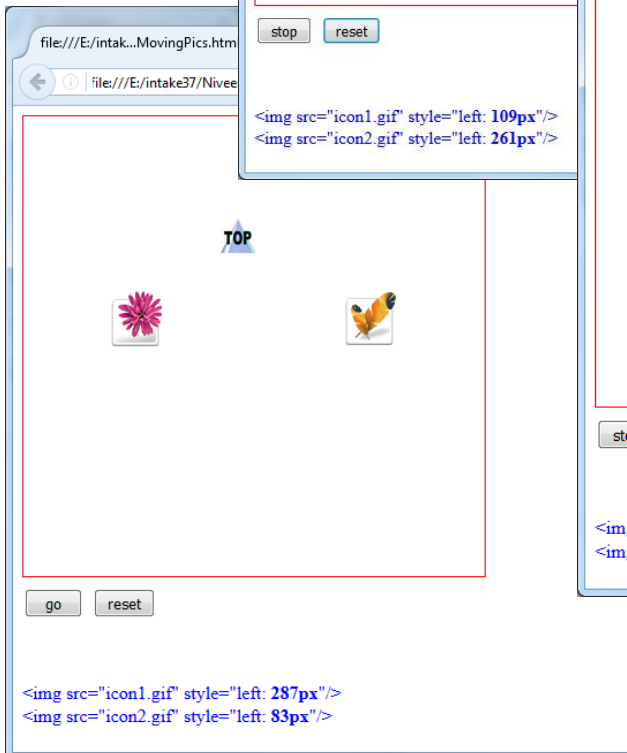 file:///E:/intak...MovingPics.htm
file:///E:/intake37/Nivee
TOP
go reset
<img src="icon1.gif" style="left: 287px"/>
<img src="icon2.gif" style="left: 83px"/>
stop reset
<img src="icon1.gif" style="left: 109px"/>
<img src="icon2.gif" style="left: 261px"/>